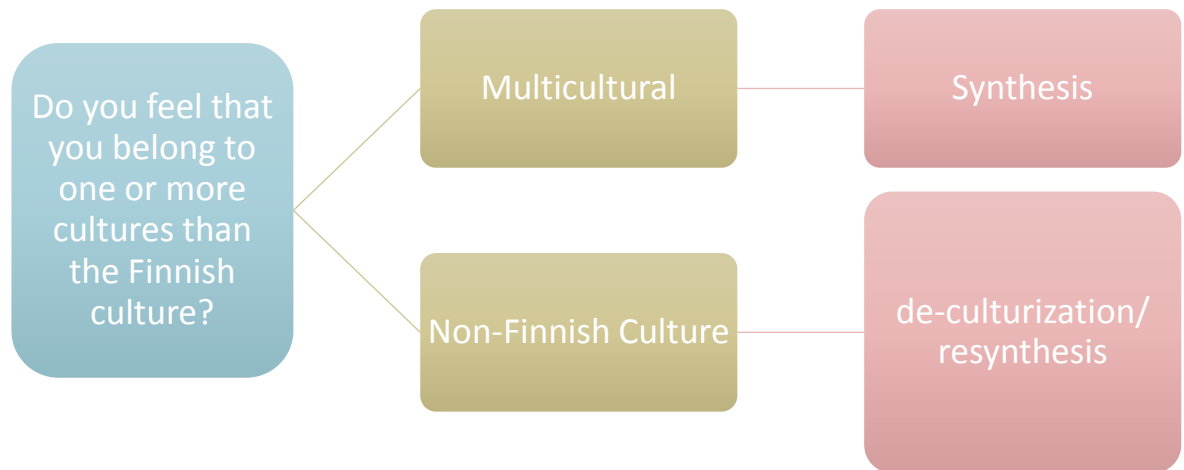 Do you feel that
you belong to
one or more
cultures than
the Finnish
culture?
Multicultural
Synthesis
Non-Finnish Culture
de-culturization/
resynthesis